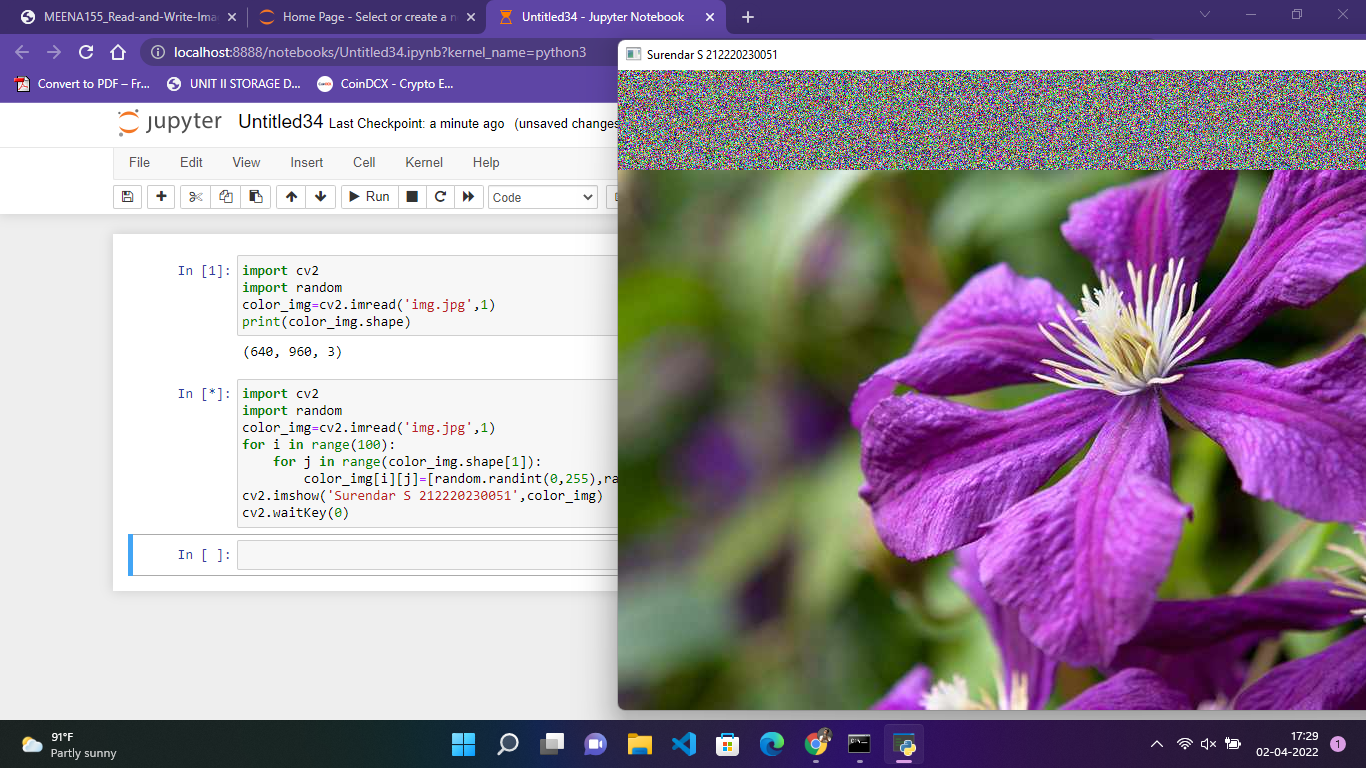 MEENA155_Read-and-Write-Ima
Home Page - Select or create a n
Untitled34 - Jupyter Notebook
localhost:8888/notebooks/Untitled34.ipynb?kernel_name=python3
Surendar S 212220230051
Convert to PDF – Fr...
UNIT II STORAGE D...
CoinDCX - Crypto E...
jupyter Untitled34 Last Checkpoint: a minute ago (unsaved changes
File Edit View Insert Cell Kernel Help
Run Code
In [1]: import cv2
import random
color_img=cv2.imread('img.jpg',1)
print(color_img.shape)
(640, 960, 3)
In [*]: import cv2
import random
color_img=cv2.imread('img.jpg',1)
for i in range(100):
    for j in range(color_img.shape[1]):
        color_img[i][j]=[random.randint(0,255),ra
cv2.imshow('Surendar S 212220230051',color_img)
cv2.waitKey(0)
In [ ]:
91°F
Partly sunny
17:29
02-04-2022
1